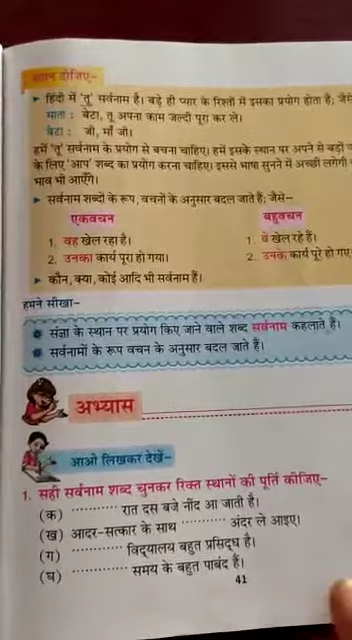 ध्यान दीजिए–
➤ हिंदी में 'तू' सर्वनाम है। बड़े ही प्यार के रिश्तों में इसका प्रयोग होता है; जैसे
माता : बेटा, तू अपना काम जल्दी पूरा कर ले।
बेटा : जी, माँ जी।
हमें 'तू' सर्वनाम के प्रयोग से बचना चाहिए। हमें इसके स्थान पर अपने से बड़ों
के लिए 'आप' शब्द का प्रयोग करना चाहिए। इससे भाषा सुनने में अच्छी लगेगी
भाव भी आएँगे।
➤ सर्वनाम शब्दों के रूप, वचनों के अनुसार बदल जाते हैं; जैसे–
एकवचन बहुवचन
1. वह खेल रहा है। 1. वे खेल रहे हैं।
2. उनका कार्य पूरा हो गया। 2. उनके कार्य पूरे हो गए
➤ कौन, क्या, कोई आदि भी सर्वनाम हैं।
हमने सीखा–
संज्ञा के स्थान पर प्रयोग किए जाने वाले शब्द सर्वनाम कहलाते हैं।
सर्वनामों के रूप वचन के अनुसार बदल जाते हैं।
अभ्यास
आओ लिखकर देखें–
1. सही सर्वनाम शब्द चुनकर रिक्त स्थानों की पूर्ति कीजिए–
(क) ........... रात दस बजे नींद आ जाती है।
(ख) आदर-सत्कार के साथ ........... अंदर ले आइए।
(ग) ............. विद्यालय बहुत प्रसिद्ध है।
(घ) ............. समय के बहुत पाबंद हैं।
41